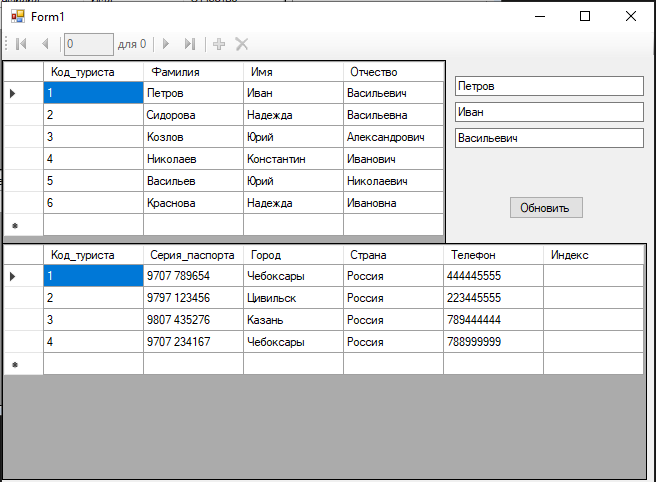 Form1
0 для 0
Код_туриста Фамилия Имя Отчество
1 Петров Иван Васильевич
2 Сидорова Надежда Васильевна
3 Козлов Юрий Александрович
4 Николаев Константин Иванович
5 Васильев Юрий Николаевич
6 Краснова Надежда Ивановна
Петров
Иван
Васильевич
Обновить
Код_туриста Серия_паспорта Город Страна Телефон Индекс
1 9707 789654 Чебоксары Россия 444445555
2 9797 123456 Цивильск Россия 223445555
3 9807 435276 Казань Россия 789444444
4 9707 234167 Чебоксары Россия 788999999